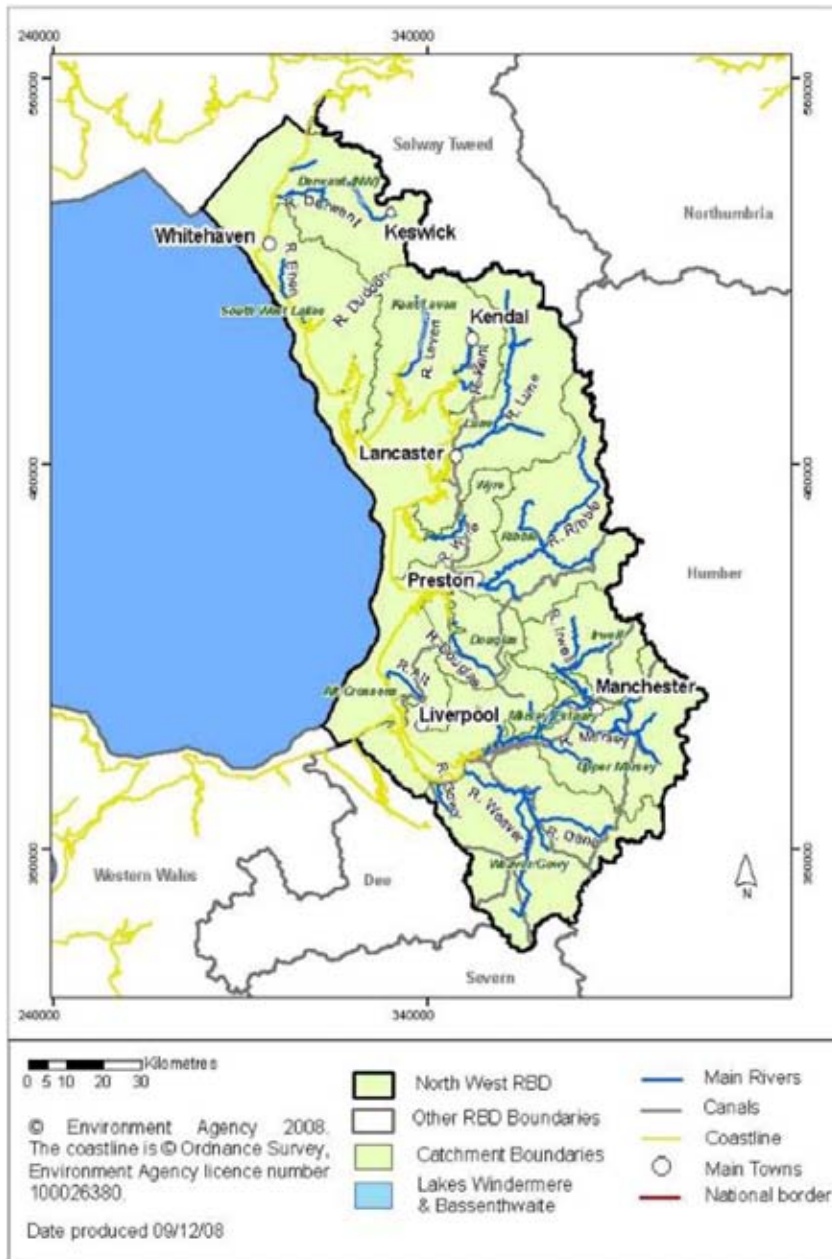 240000
340000
560000
560000
Solway Tweed
Derwent (NW)
R. Derwent
Northumbria
Whitehaven
Keswick
R. Ehen
R. Duddon
South West Lakes
Kent Leven
Kendal
R. Leven
R. Kent
R. Lune
Lune
Lancaster
460000
460000
Wyre
R. Wyre
Ribble
R. Ribble
Preston
Humber
Douglas
R. Douglas
R. Irwell
Irwell
R. Alt
Alt Crossens
Manchester
Liverpool
Mersey Estuary
R. Mersey
Upper Mersey
R. Gowy
R. Weaver
R. Dane
Weaver/Gowy
360000
360000
Western Wales
Dee
N
Severn
240000
340000
Kilometres
0 5 10 20 30
© Environment Agency 2008.
The coastline is © Ordnance Survey,
Environment Agency licence number
100026380.
Date produced 09/12/08
North West RBD
Other RBD Boundaries
Catchment Boundaries
Lakes Windermere
& Bassenthwaite
Main Rivers
Canals
Coastline
Main Towns
National border